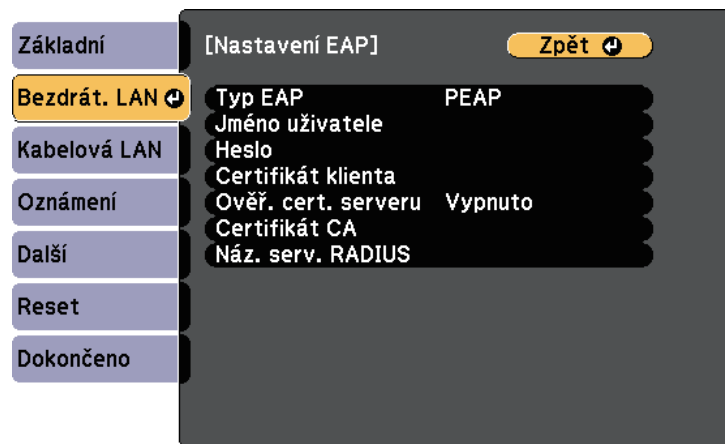 Základní
Bezdrát. LAN
Kabelová LAN
Oznámení
Další
Reset
Dokončeno
[Nastavení EAP]
Zpět
Typ EAP PEAP
Jméno uživatele
Heslo
Certifikát klienta
Ověř. cert. serveru Vypnuto
Certifikát CA
Náz. serv. RADIUS